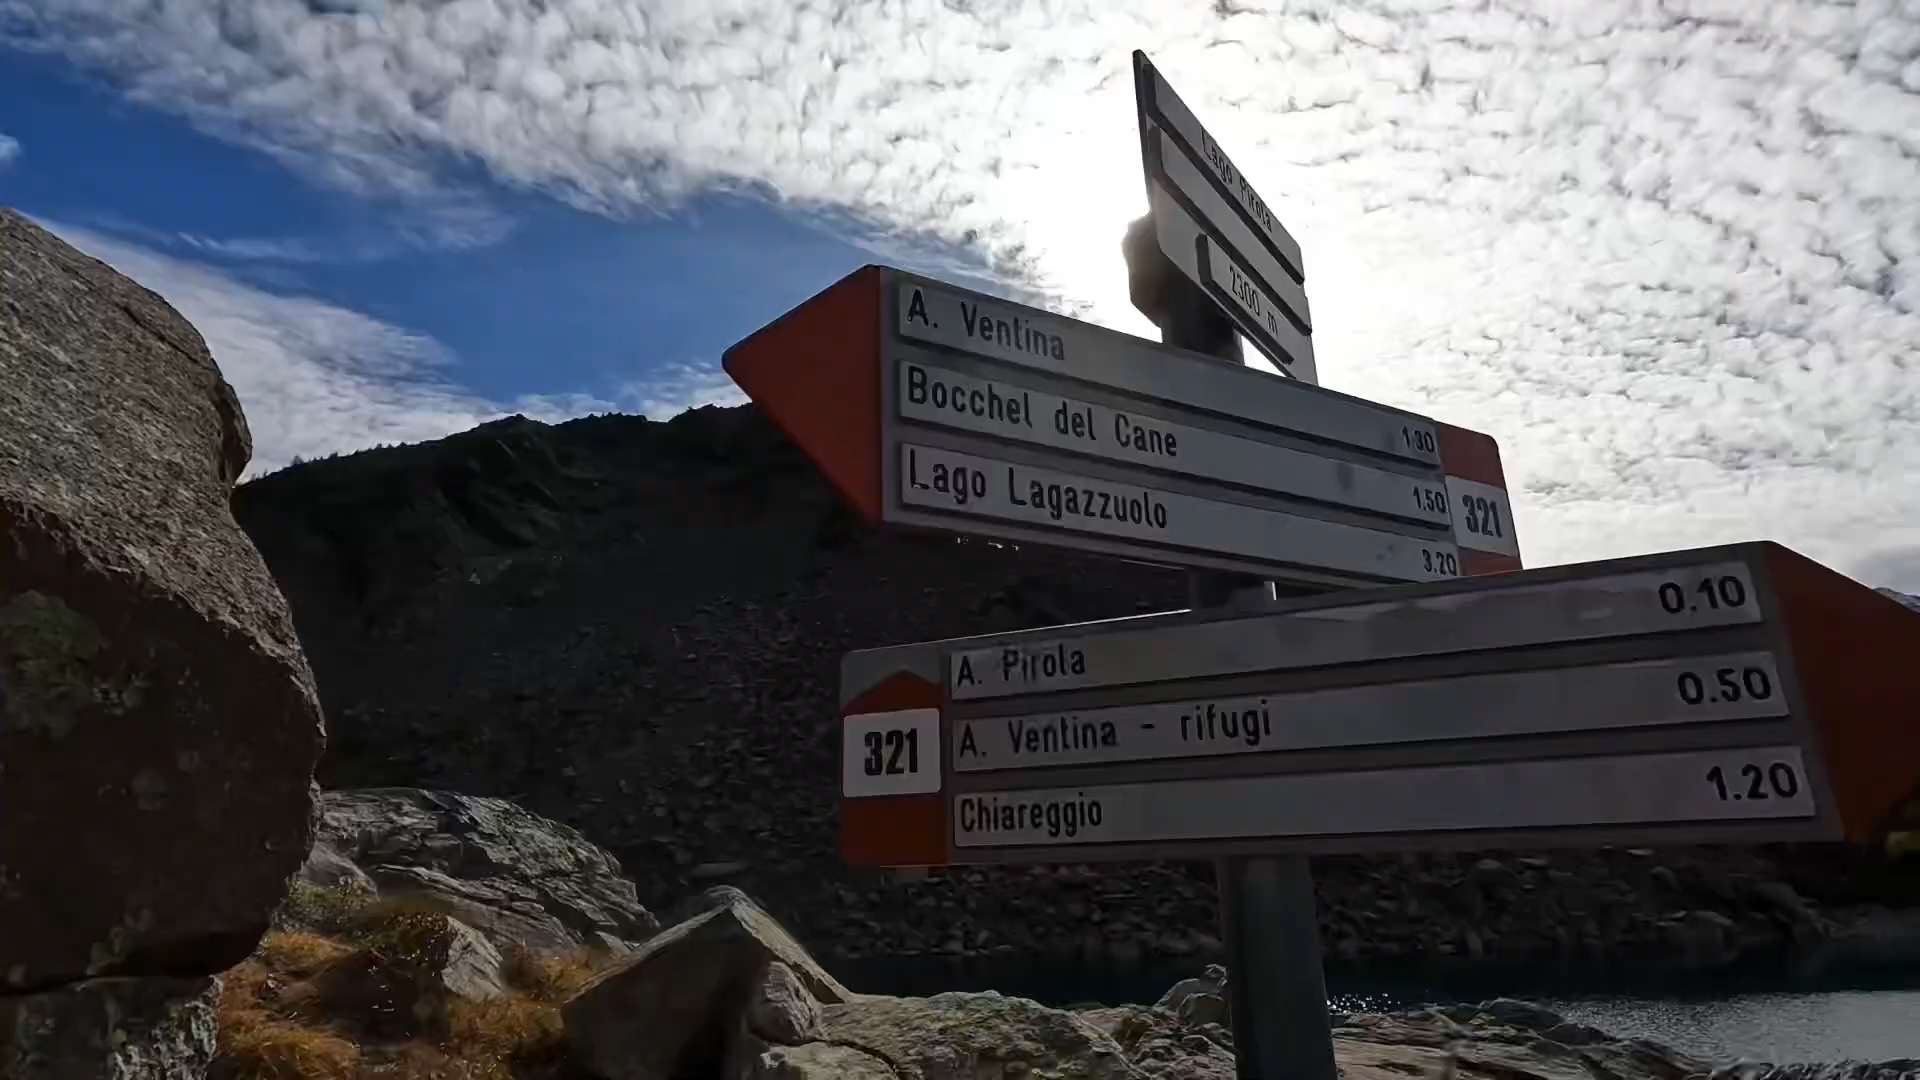 Lago Pirola
2300 m
A. Ventina 1.30
Bocchel del Cane 1.50
Lago Lagazzuolo 3.20
321
A. Pirola 0.10
321
A. Ventina - rifugi 0.50
Chiareggio 1.20